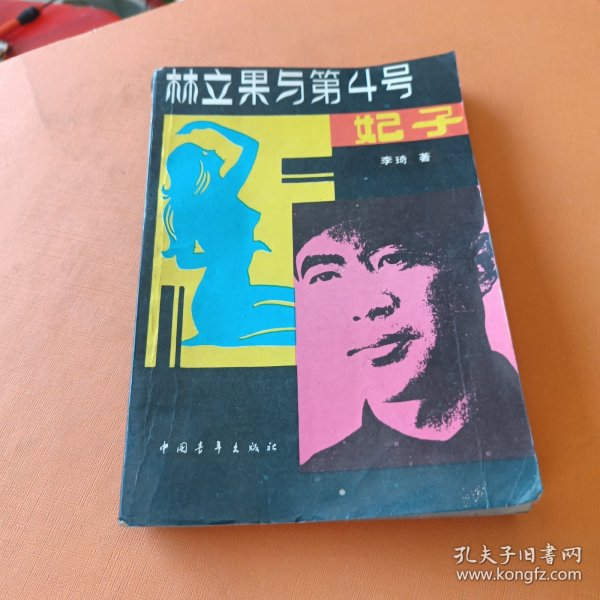 林立果与第4号
妃子
李琦 著
中国青年出版社
孔夫子旧书网
www.kongfz.com